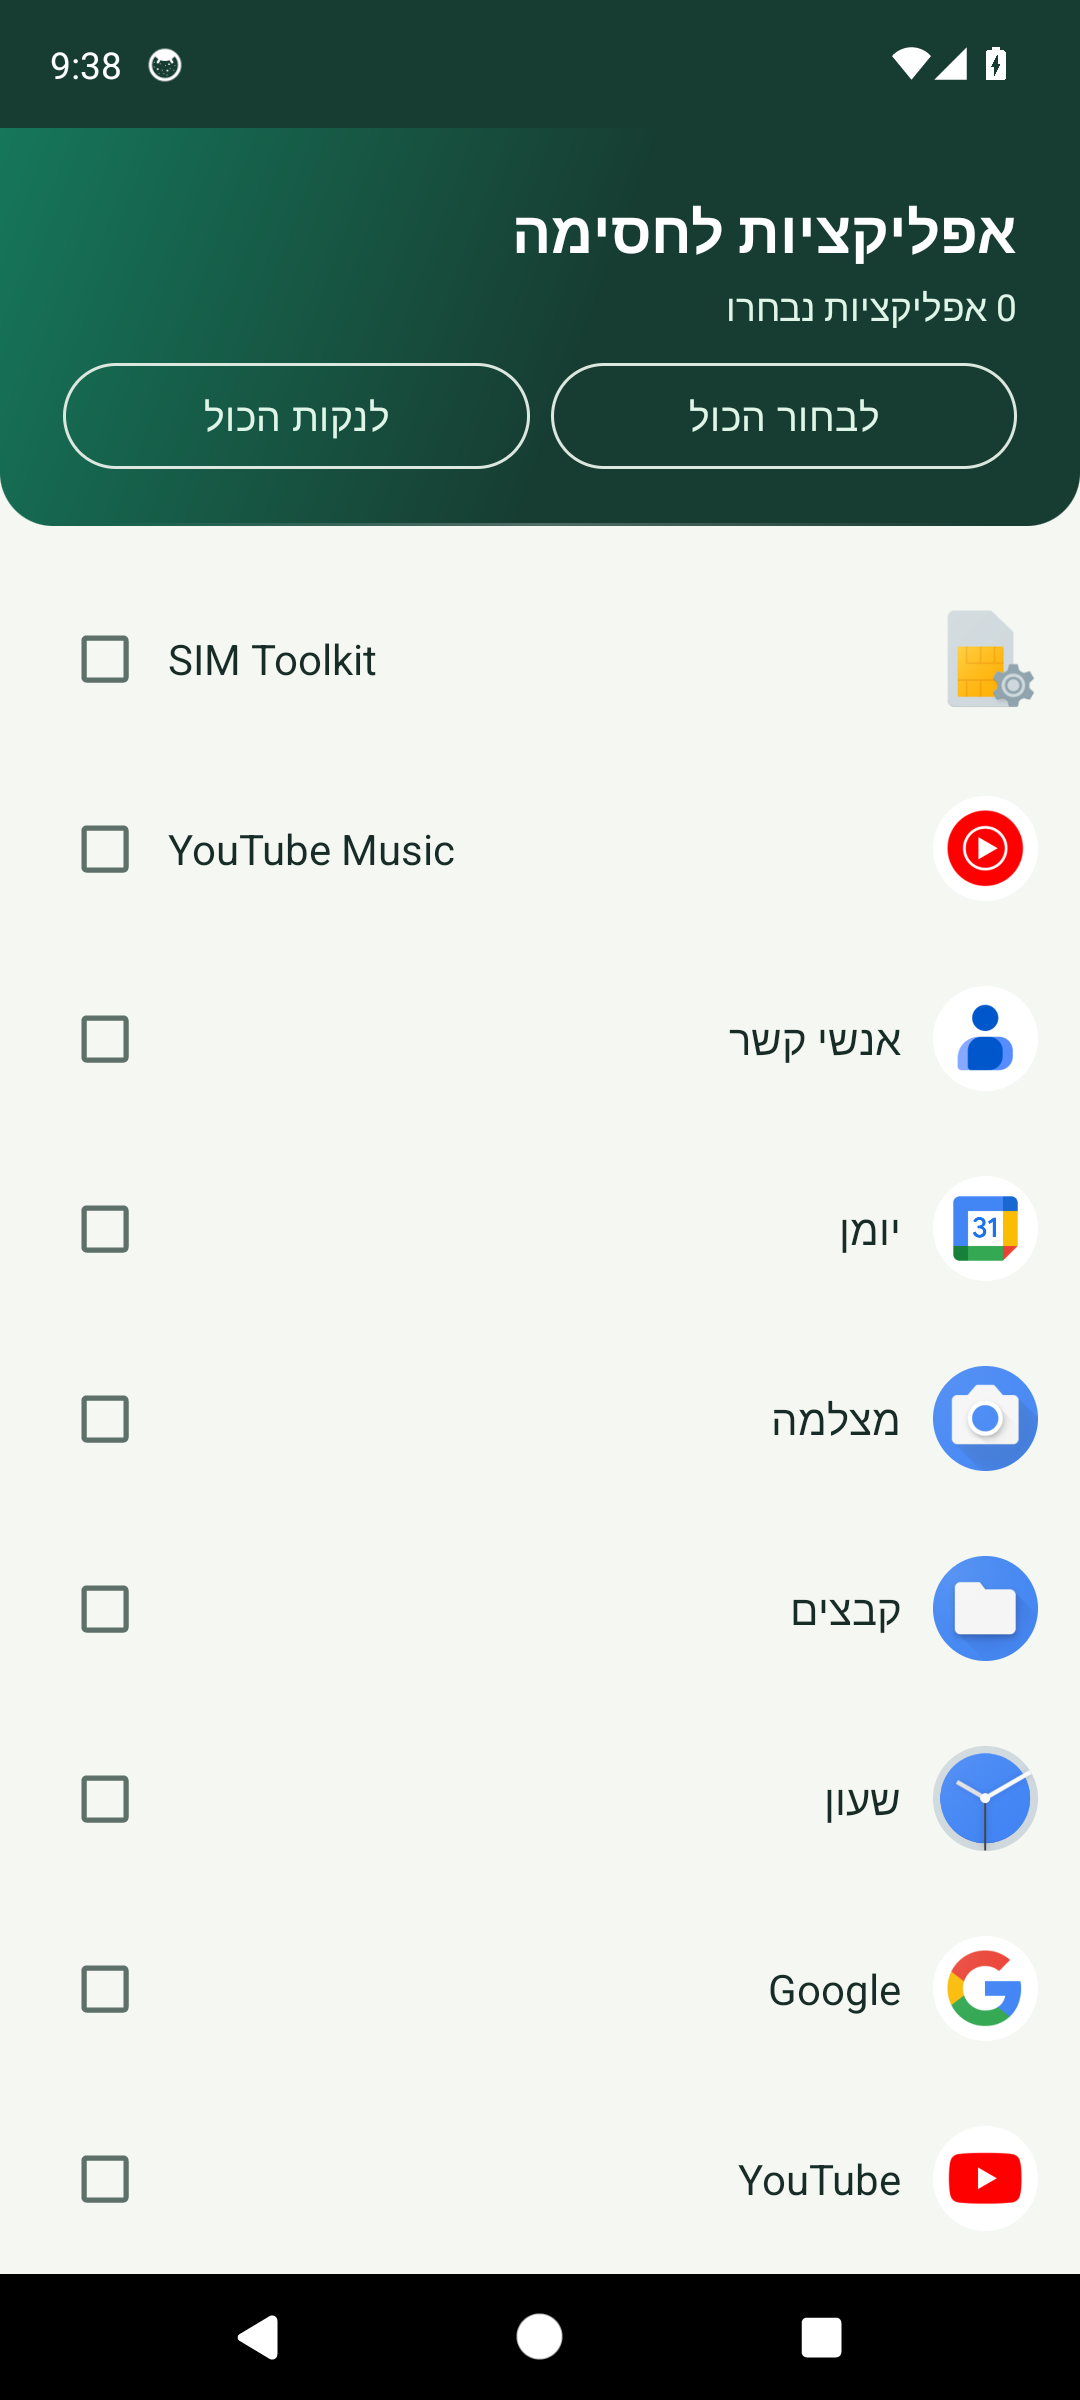 9:38
אפליקציות לחסימה
0 אפליקציות נבחרו
לבחור הכול
לנקות הכול
SIM Toolkit
YouTube Music
אנשי קשר
יומן
31
מצלמה
קבצים
שעון
Google
YouTube